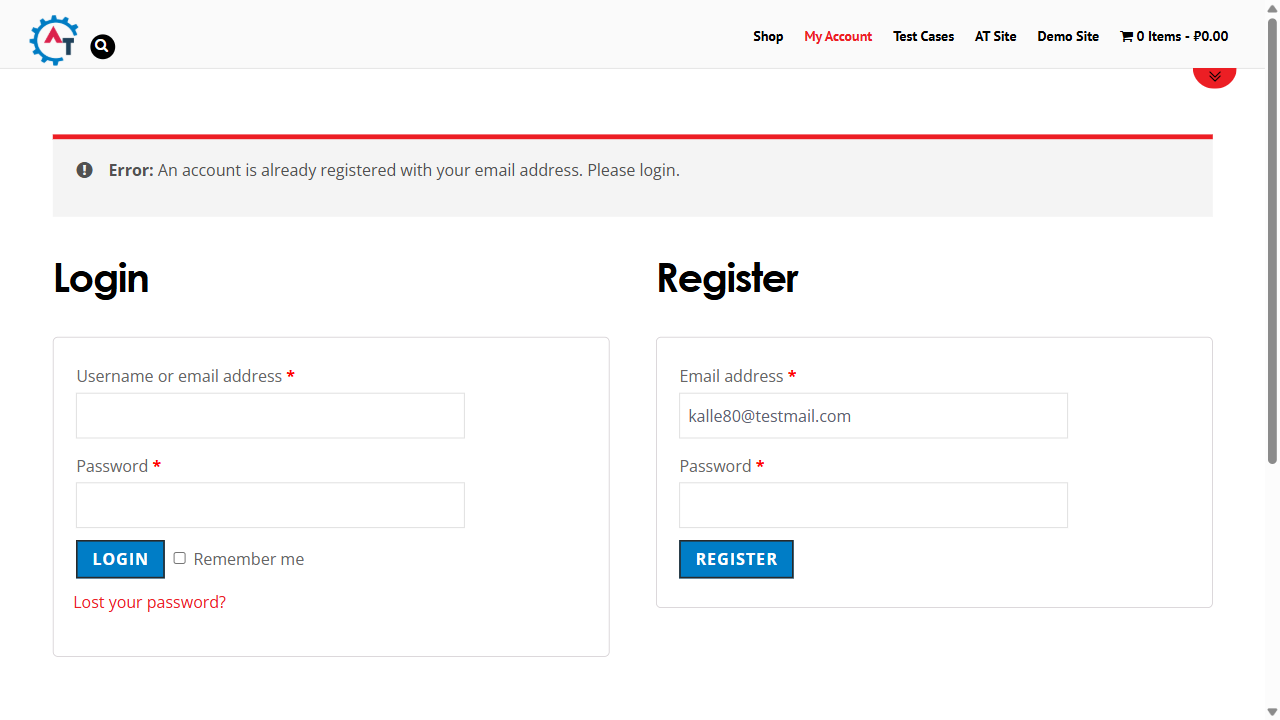 AT
Shop
My Account
Test Cases
AT Site
Demo Site
0 Items - ₽0.00
Error: An account is already registered with your email address. Please login.
Login
Register
Username or email address *
Password *
LOGIN
Remember me
Lost your password?
Email address *
kalle80@testmail.com
Password *
REGISTER